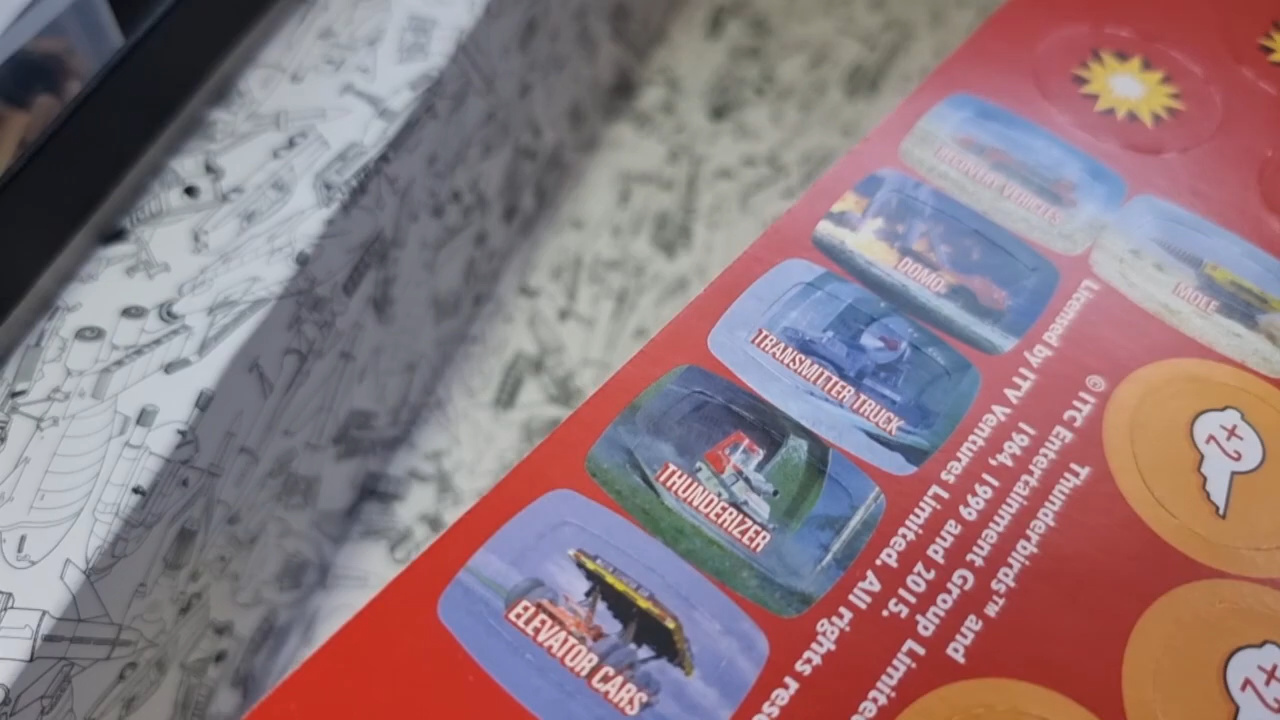 RECOVERY VEHICLES
DOMO
MOLE
TRANSMITTER TRUCK
THUNDERIZER
ELEVATOR CARS
Thunderbirds™ and
© ITC Entertainment Group Limited
1964, 1999 and 2015.
Licensed by ITV Ventures Limited. All rights
+2
+2